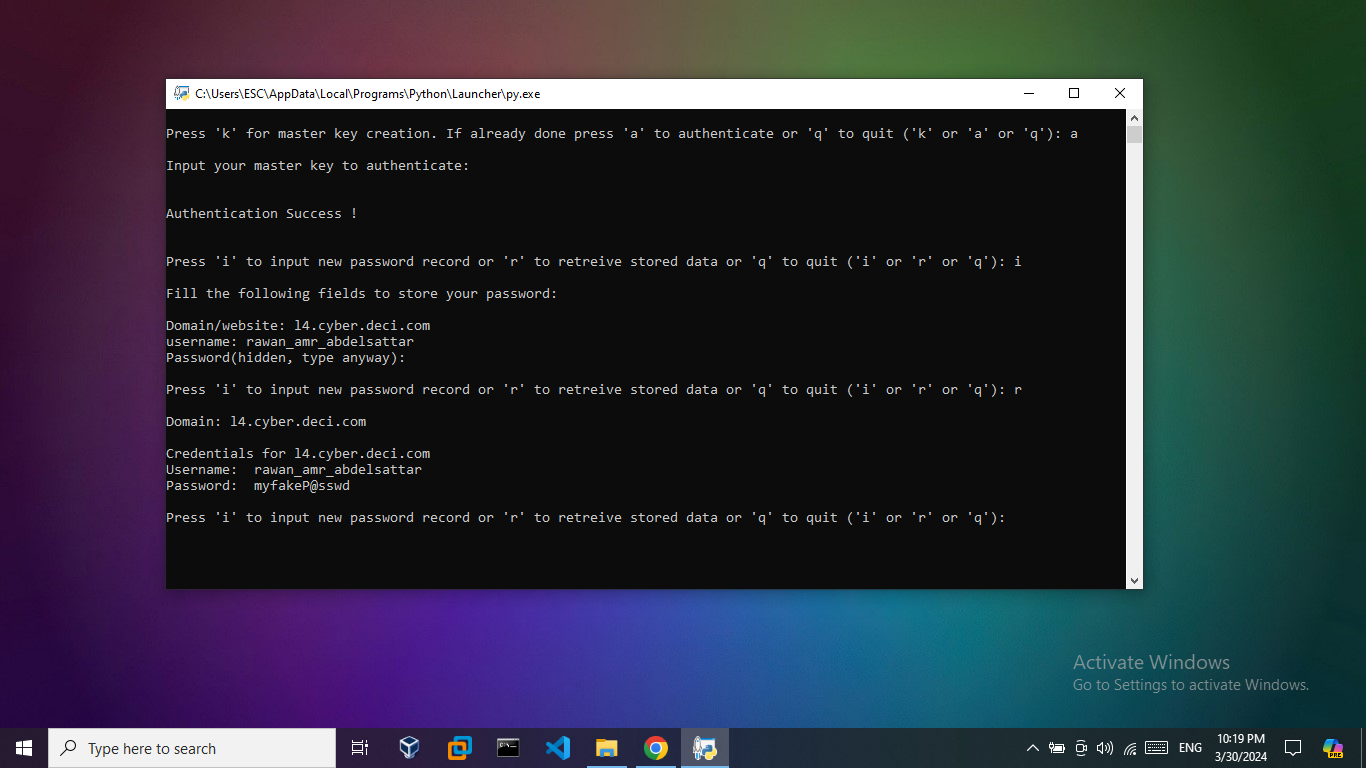 C:\Users\ESC\AppData\Local\Programs\Python\Launcher\py.exe
Press 'k' for master key creation. If already done press 'a' to authenticate or 'q' to quit ('k' or 'a' or 'q'): a
Input your master key to authenticate:
Authentication Success !
Press 'i' to input new password record or 'r' to retreive stored data or 'q' to quit ('i' or 'r' or 'q'): i
Fill the following fields to store your password:
Domain/website: l4.cyber.deci.com
username: rawan_amr_abdelsattar
Password(hidden, type anyway):
Press 'i' to input new password record or 'r' to retreive stored data or 'q' to quit ('i' or 'r' or 'q'): r
Domain: l4.cyber.deci.com
Credentials for l4.cyber.deci.com
Username:  rawan_amr_abdelsattar
Password:  myfakeP@sswd
Press 'i' to input new password record or 'r' to retreive stored data or 'q' to quit ('i' or 'r' or 'q'):
Activate Windows
Go to Settings to activate Windows.
Type here to search
ENG
10:19 PM
3/30/2024
PRE